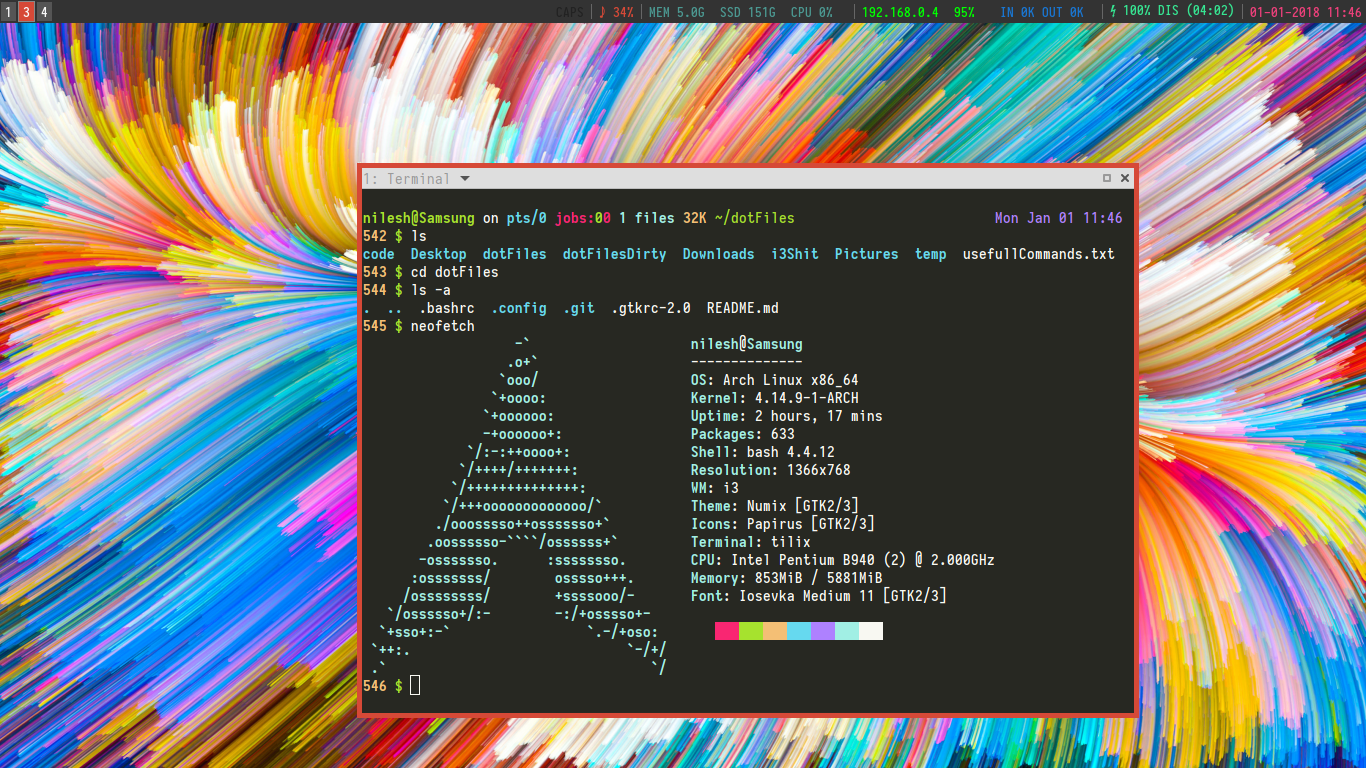 1 3 4 CAPS ♪ 34% MEM 5.0G SSD 151G CPU 0% 192.168.0.4 95% IN 0K OUT 0K ⚡ 100% DIS (04:02) 01-01-2018 11:46
1: Terminal
nilesh@Samsung on pts/0 jobs:00 1 files 32K ~/dotFiles Mon Jan 01 11:46
542 $ ls
code Desktop dotFiles dotFilesDirty Downloads i3Shit Pictures temp usefullCommands.txt
543 $ cd dotFiles
544 $ ls -a
. .. .bashrc .config .git .gtkrc-2.0 README.md
545 $ neofetch
-` nilesh@Samsung
.o+` --------------
`ooo/ OS: Arch Linux x86_64
`+oooo: Kernel: 4.14.9-1-ARCH
`+oooooo: Uptime: 2 hours, 17 mins
-+oooooo+: Packages: 633
`/:-:++oooo+: Shell: bash 4.4.12
`/++++/+++++++: Resolution: 1366x768
`/++++++++++++++: WM: i3
`/+++ooooooooooooo/` Theme: Numix [GTK2/3]
./ooosssso++osssssso+` Icons: Papirus [GTK2/3]
.oossssso-````/ossssss+` Terminal: tilix
-osssssso. :ssssssso. CPU: Intel Pentium B940 (2) @ 2.000GHz
:osssssss/ osssso+++. Memory: 853MiB / 5881MiB
/ossssssss/ +ssssooo/- Font: Iosevka Medium 11 [GTK2/3]
`/ossssso+/:- -:/+osssso+-
`+sso+:-` `.-/+oso:
`++:. `-/+/
.` `/
546 $